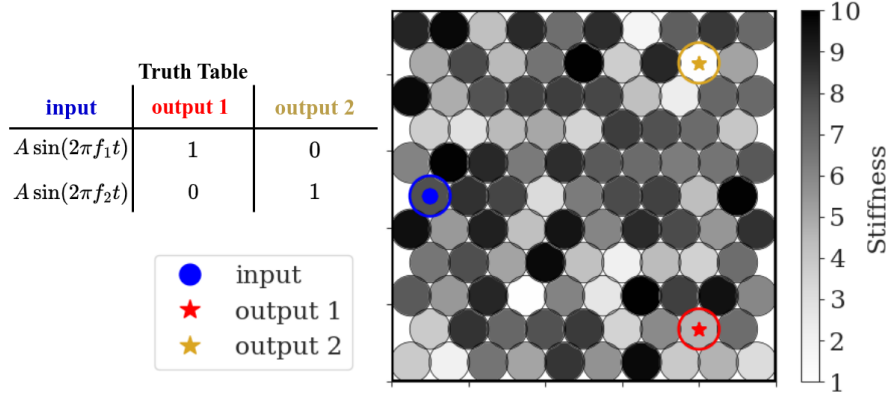 Truth Table
input output 1 output 2
A sin(2πf₁t) 1 0
A sin(2πf₂t) 0 1
input
output 1
output 2
10
9
8
7
6
5
4
3
2
1
Stiffness